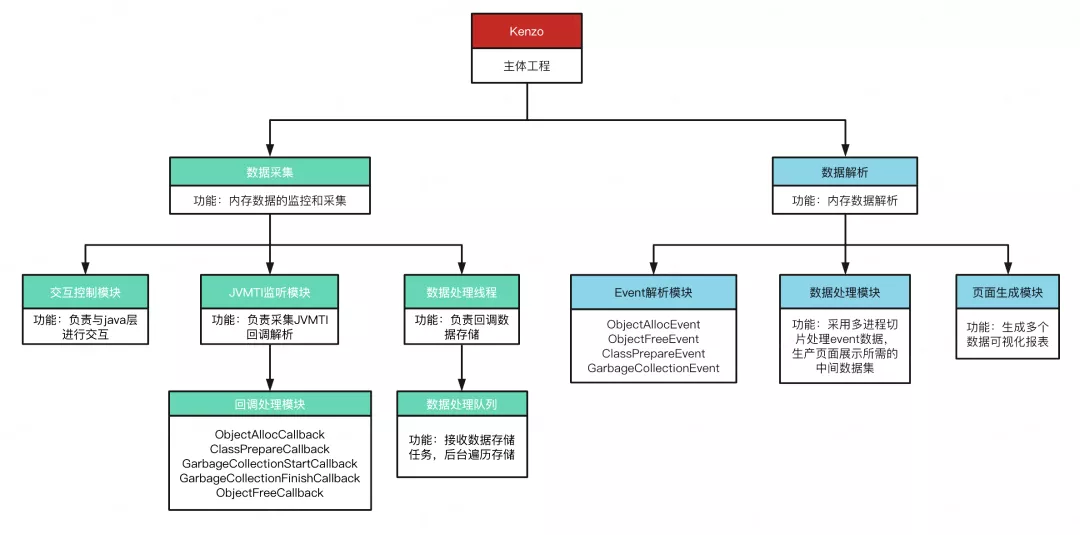 Kenzo
主体工程
数据采集
功能：内存数据的监控和采集
数据解析
功能：内存数据解析
交互控制模块
功能：负责与java层
进行交互
JVMTI监听模块
功能：负责采集JVMTI
回调解析
数据处理线程
功能：负责回调数
据存储
Event解析模块
ObjectAllocEvent
ObjectFreeEvent
ClassPrepareEvent
GarbageCollectionEvent
数据处理模块
功能：采用多进程切
片处理event数据，
生产页面展示所需的
中间数据集
页面生成模块
功能：生成多个
数据可视化报表
回调处理模块
ObjectAllocCallback
ClassPrepareCallback
GarbageCollectionStartCallback
GarbageCollectionFinishCallback
ObjectFreeCallback
数据处理队列
功能：接收数据存储
任务，后台遍历存储